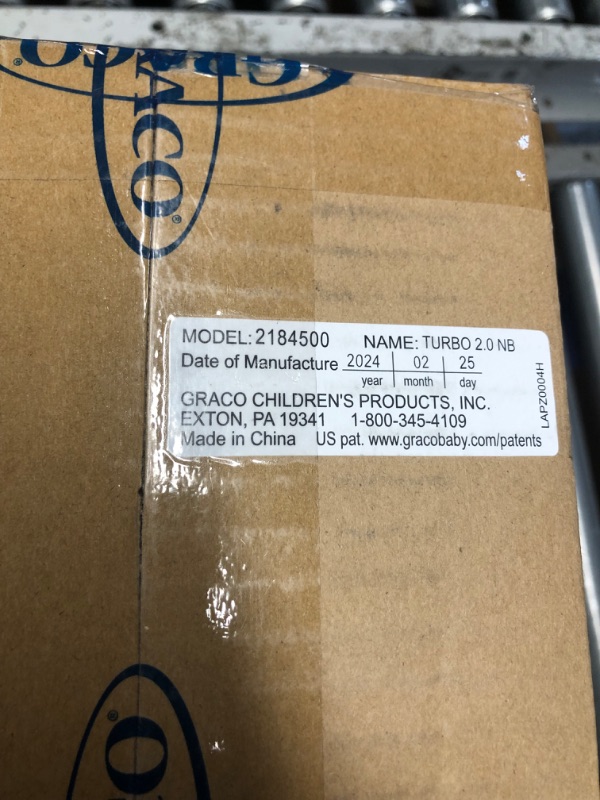 GRACO
GRACO
MODEL: 2184500 NAME: TURBO 2.0 NB
Date of Manufacture 2024 | 02 | 25
year month day
GRACO CHILDREN'S PRODUCTS, INC.
EXTON, PA 19341 1-800-345-4109
Made in China US pat. www.gracobaby.com/patents
LAPZ0004H